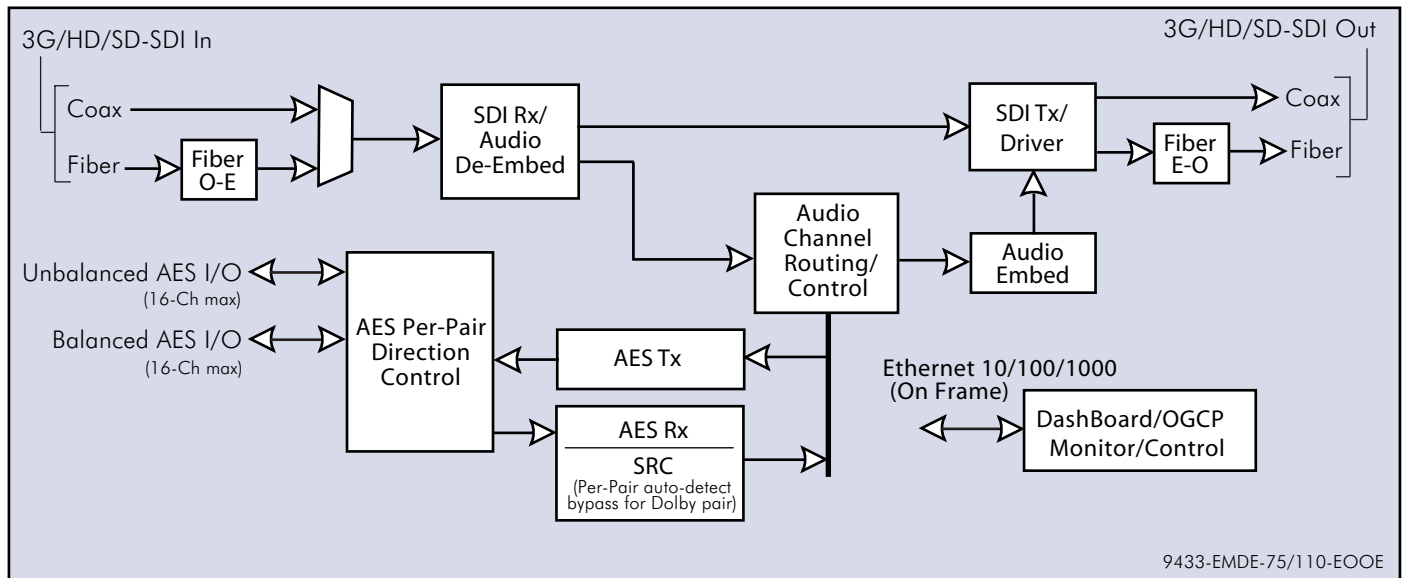 3G/HD/SD-SDI In
3G/HD/SD-SDI Out
Coax
Fiber
Fiber
O-E
SDI Rx/
Audio
De-Embed
SDI Tx/
Driver
Coax
Fiber
E-O
Fiber
Audio
Channel
Routing/
Control
Audio
Embed
Unbalanced AES I/O
(16-Ch max)
Balanced AES I/O
(16-Ch max)
AES Per-Pair
Direction
Control
AES Tx
AES Rx
SRC
(Per-Pair auto-detect
bypass for Dolby pair)
Ethernet 10/100/1000
(On Frame)
DashBoard/OGCP
Monitor/Control
9433-EMDE-75/110-EOOE